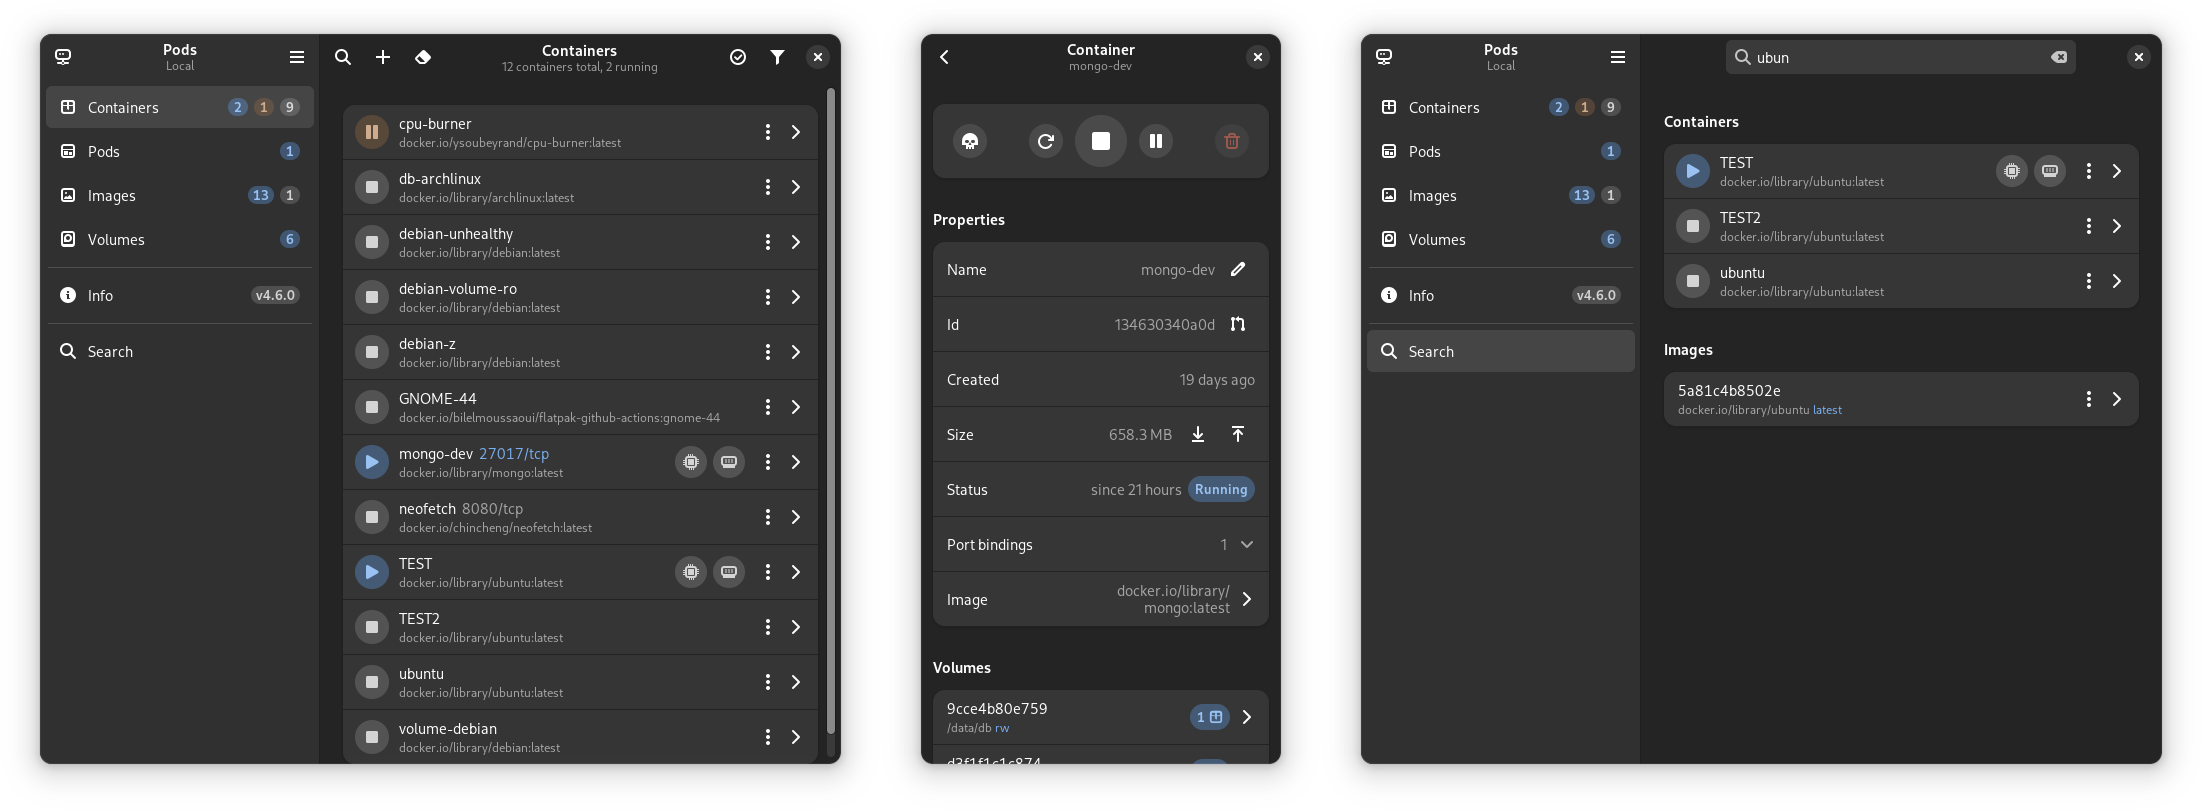 Pods
Local
Containers 2 1 9
Pods 1
Images 13 1
Volumes 6
Info v4.6.0
Search
Containers
12 containers total, 2 running
cpu-burner
docker.io/ysoubeyrand/cpu-burner:latest
db-archlinux
docker.io/library/archlinux:latest
debian-unhealthy
docker.io/library/debian:latest
debian-volume-ro
docker.io/library/debian:latest
debian-z
docker.io/library/debian:latest
GNOME-44
docker.io/bilelmoussaoui/flatpak-github-actions:gnome-44
mongo-dev 27017/tcp
docker.io/library/mongo:latest
neofetch 8080/tcp
docker.io/chincheng/neofetch:latest
TEST
docker.io/library/ubuntu:latest
TEST2
docker.io/library/ubuntu:latest
ubuntu
docker.io/library/ubuntu:latest
volume-debian
docker.io/library/debian:latest
Container
mongo-dev
Properties
Name mongo-dev
Id 134630340a0d
Created 19 days ago
Size 658.3 MB
Status since 21 hours Running
Port bindings 1
Image docker.io/library/
mongo:latest
Volumes
9cce4b80e759 1
/data/db rw
d3f1f1c1c874
Pods
Local
Containers 2 1 9
Pods 1
Images 13 1
Volumes 6
Info v4.6.0
Search
ubun
Containers
TEST
docker.io/library/ubuntu:latest
TEST2
docker.io/library/ubuntu:latest
ubuntu
docker.io/library/ubuntu:latest
Images
5a81c4b8502e
docker.io/library/ubuntu latest